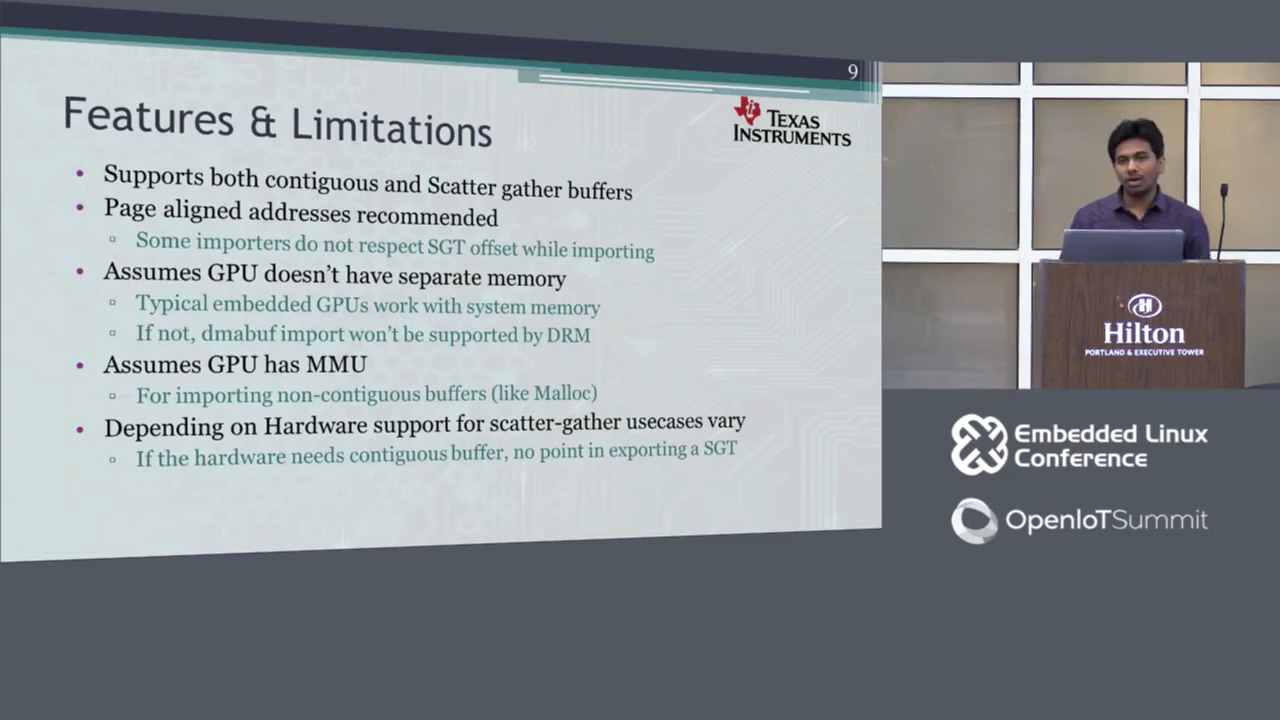 9
Features & Limitations
TEXAS
INSTRUMENTS
• Supports both contiguous and Scatter gather buffers
• Page aligned addresses recommended
▫ Some importers do not respect SGT offset while importing
• Assumes GPU doesn't have separate memory
▫ Typical embedded GPUs work with system memory
▫ If not, dmabuf import won't be supported by DRM
• Assumes GPU has MMU
▫ For importing non-contiguous buffers (like Malloc)
• Depending on Hardware support for scatter-gather usecases vary
▫ If the hardware needs contiguous buffer, no point in exporting a SGT
H
Hilton
PORTLAND & EXECUTIVE TOWER
Embedded Linux
Conference
OpenIoTSummit